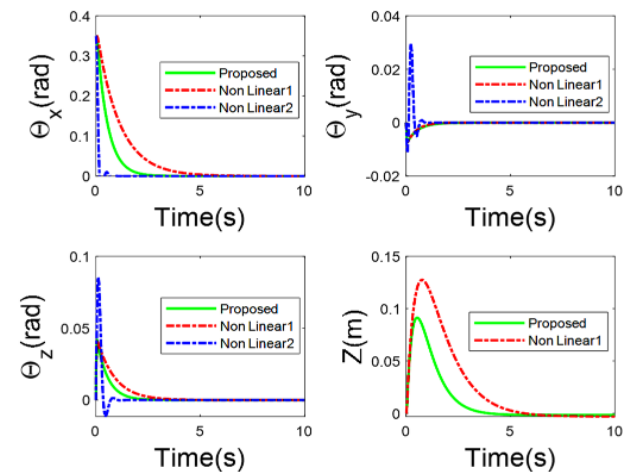 0.4
0.3
0.2
0.1
0
Θx(rad)
Proposed
Non Linear1
Non Linear2
0 5 10
Time(s)
0.04
0.02
0
-0.02
Θy(rad)
Proposed
Non Linear1
Non Linear2
0 5 10
Time(s)
0.1
0.05
0
Θz(rad)
Proposed
Non Linear1
Non Linear2
0 5 10
Time(s)
0.15
0.10
0.05
0
Z(m)
Proposed
Non Linear1
0 5 10
Time(s)